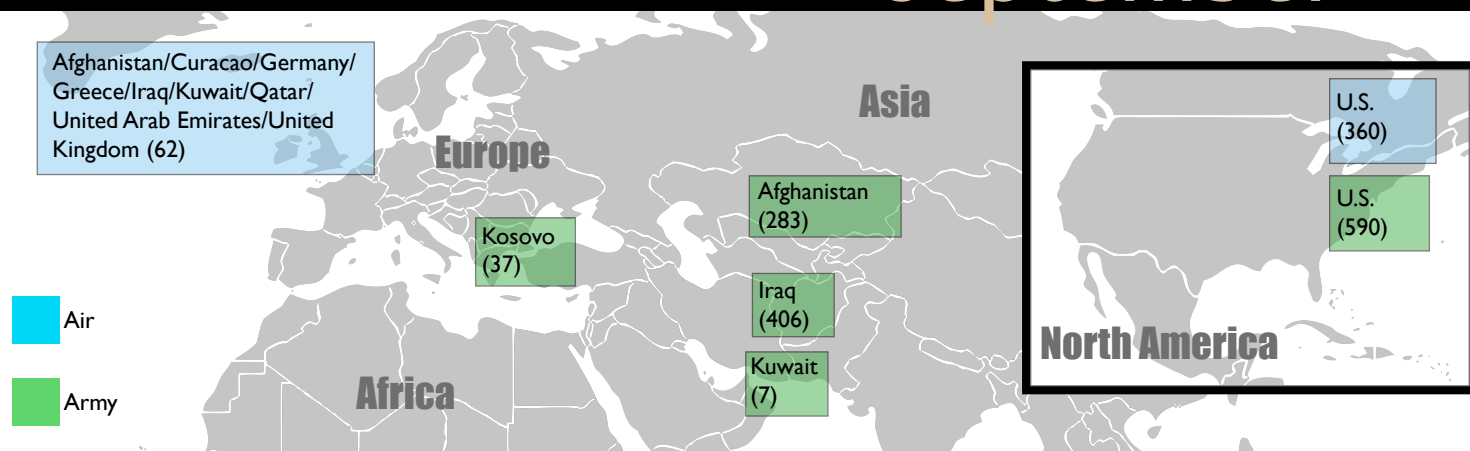 Afghanistan/Curacao/Germany/
Greece/Iraq/Kuwait/Qatar/
United Arab Emirates/United
Kingdom (62)
Asia
U.S.
(360)
Europe
Afghanistan
(283)
U.S.
(590)
Kosovo
(37)
Iraq
(406)
Air
North America
Kuwait
(7)
Africa
Army